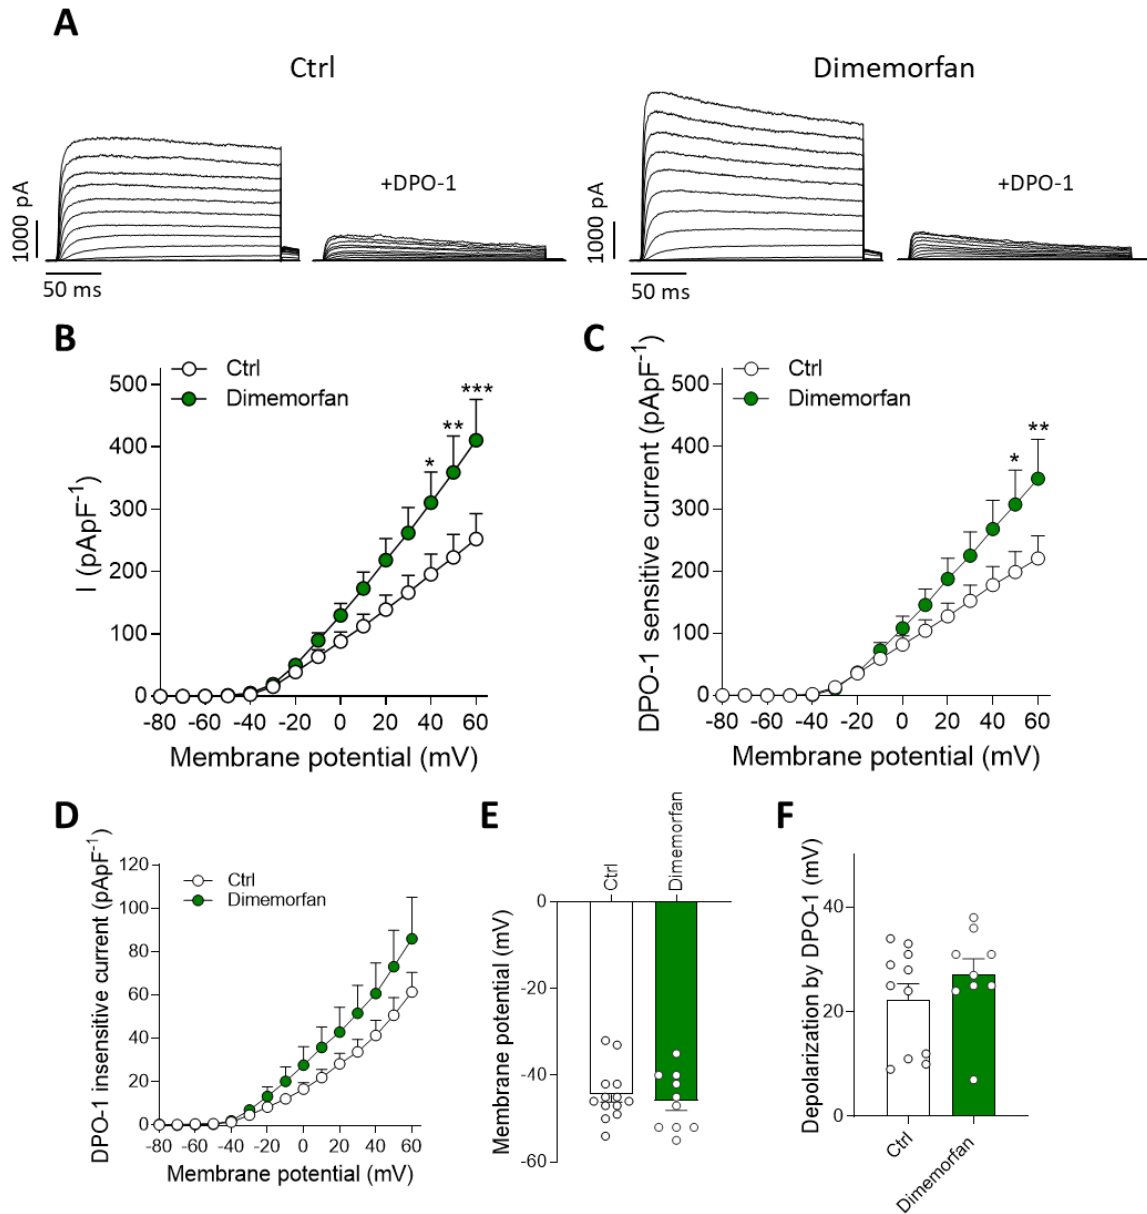 A
Ctrl
Dimemorfan
1000 pA
+DPO-1
50 ms
1000 pA
+DPO-1
50 ms
B
Ctrl
Dimemorfan
I (pApF⁻¹)
500
400
300
200
100
0
*
**
***
-80 -60 -40 -20 0 20 40 60
Membrane potential (mV)
C
Ctrl
Dimemorfan
DPO-1 sensitive current (pApF⁻¹)
500
400
300
200
100
0
*
**
-80 -60 -40 -20 0 20 40 60
Membrane potential (mV)
D
Ctrl
Dimemorfan
DPO-1 insensitive current (pApF⁻¹)
120
100
80
60
40
20
0
-80 -60 -40 -20 0 20 40 60
Membrane potential (mV)
E
Ctrl
Dimemorfan
Membrane potential (mV)
0
-20
-40
-60
F
Depolarization by DPO-1 (mV)
40
20
0
Ctrl
Dimemorfan